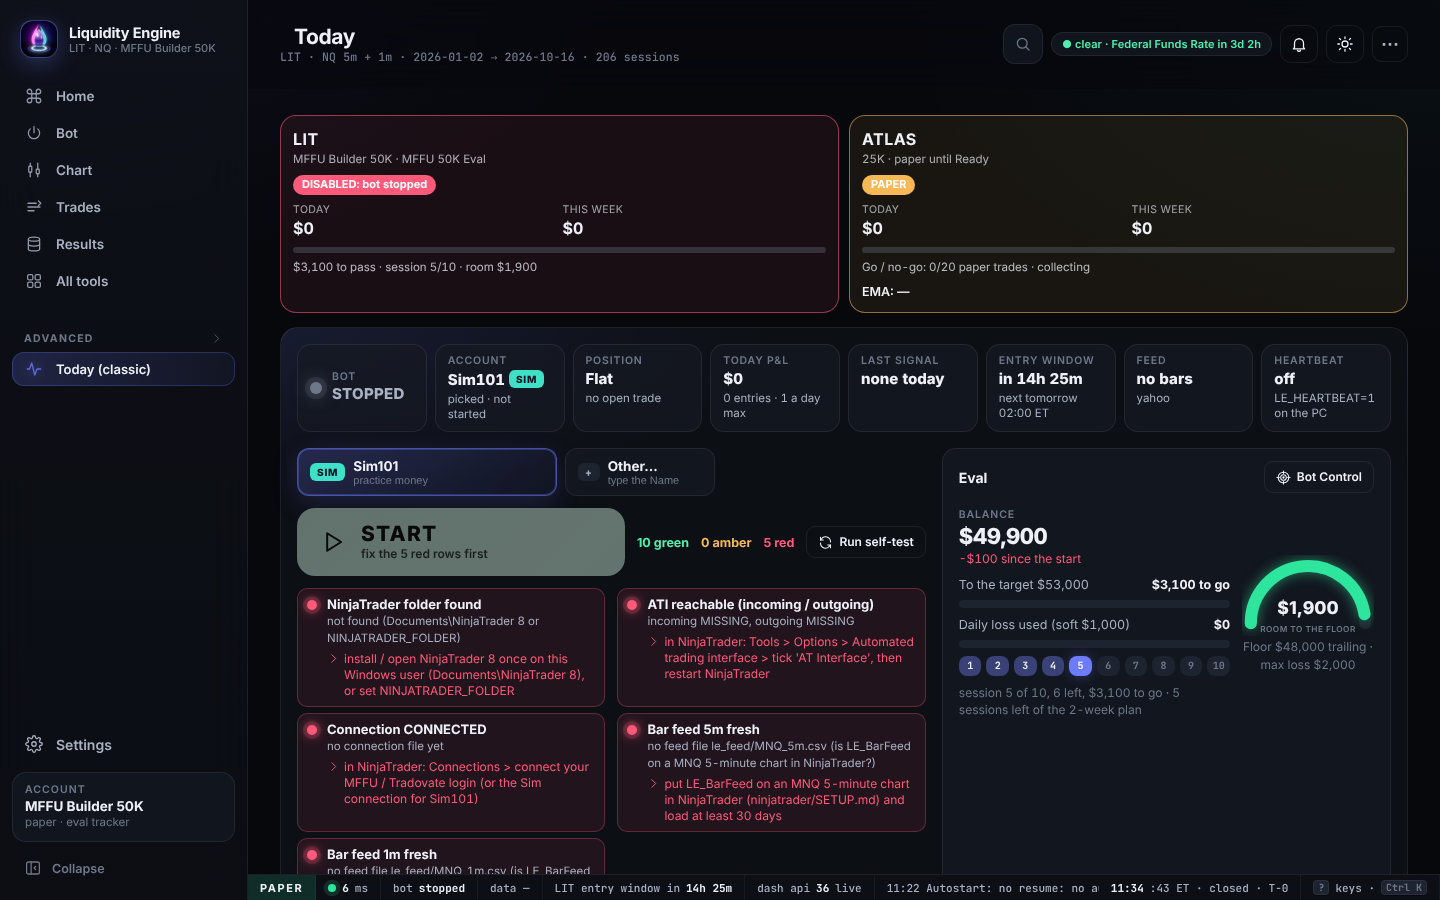 Liquidity Engine
LIT · NQ · MFFU Builder 50K
Home
Bot
Chart
Trades
Results
All tools
ADVANCED
Today (classic)
Settings
ACCOUNT
MFFU Builder 50K
paper · eval tracker
Collapse
Today
LIT · NQ 5m + 1m · 2026-01-02 → 2026-10-16 · 206 sessions
clear · Federal Funds Rate in 3d 2h
LIT
MFFU Builder 50K · MFFU 50K Eval
DISABLED: bot stopped
TODAY
$0
THIS WEEK
$0
$3,100 to pass · session 5/10 · room $1,900
ATLAS
25K · paper until Ready
PAPER
TODAY
$0
THIS WEEK
$0
Go / no-go: 0/20 paper trades · collecting
EMA: —
BOT
STOPPED
ACCOUNT
Sim101 SIM
picked · not
started
POSITION
Flat
no open trade
TODAY P&L
$0
0 entries · 1 a day
max
LAST SIGNAL
none today
ENTRY WINDOW
in 14h 25m
next tomorrow
02:00 ET
FEED
no bars
yahoo
HEARTBEAT
off
LE_HEARTBEAT=1
on the PC
SIM
Sim101
practice money
+
Other...
type the Name
START
fix the 5 red rows first
10 green 0 amber 5 red
Run self-test
NinjaTrader folder found
not found (Documents\NinjaTrader 8 or
NINJATRADER_FOLDER)
install / open NinjaTrader 8 once on this
Windows user (Documents\NinjaTrader 8),
or set NINJATRADER_FOLDER
ATI reachable (incoming / outgoing)
incoming MISSING, outgoing MISSING
in NinjaTrader: Tools > Options > Automated
trading interface > tick 'AT Interface', then
restart NinjaTrader
Connection CONNECTED
no connection file yet
in NinjaTrader: Connections > connect your
MFFU / Tradovate login (or the Sim
connection for Sim101)
Bar feed 5m fresh
no feed file le_feed/MNQ_5m.csv (is LE_BarFeed
on a MNQ 5-minute chart in NinjaTrader?)
put LE_BarFeed on an MNQ 5-minute chart
in NinjaTrader (ninjatrader/SETUP.md) and
load at least 30 days
Bar feed 1m fresh
no feed file le_feed/MNQ_1m.csv (is LE_BarFeed
Eval
Bot Control
BALANCE
$49,900
-$100 since the start
To the target $53,000 $3,100 to go
Daily loss used (soft $1,000) $0
1 2 3 4 5 6 7 8 9 10
session 5 of 10, 6 left, $3,100 to go · 5
sessions left of the 2-week plan
$1,900
ROOM TO THE FLOOR
Floor $48,000 trailing ·
max loss $2,000
PAPER
6 ms
bot stopped
data —
LIT entry window in 14h 25m
dash api 36 live
11:22 Autostart: no resume: no
11:34 :43 ET · closed · T-0
? keys · Ctrl K